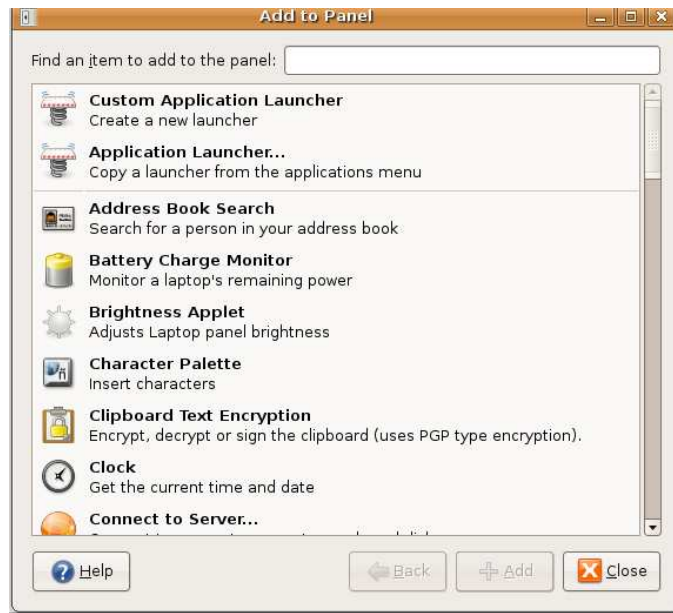 Add to Panel
Find an item to add to the panel:
Custom Application Launcher
Create a new launcher
Application Launcher...
Copy a launcher from the applications menu
Address Book Search
Search for a person in your address book
Battery Charge Monitor
Monitor a laptop's remaining power
Brightness Applet
Adjusts Laptop panel brightness
Character Palette
Insert characters
Clipboard Text Encryption
Encrypt, decrypt or sign the clipboard (uses PGP type encryption).
Clock
Get the current time and date
Connect to Server...
Help Back Add Close